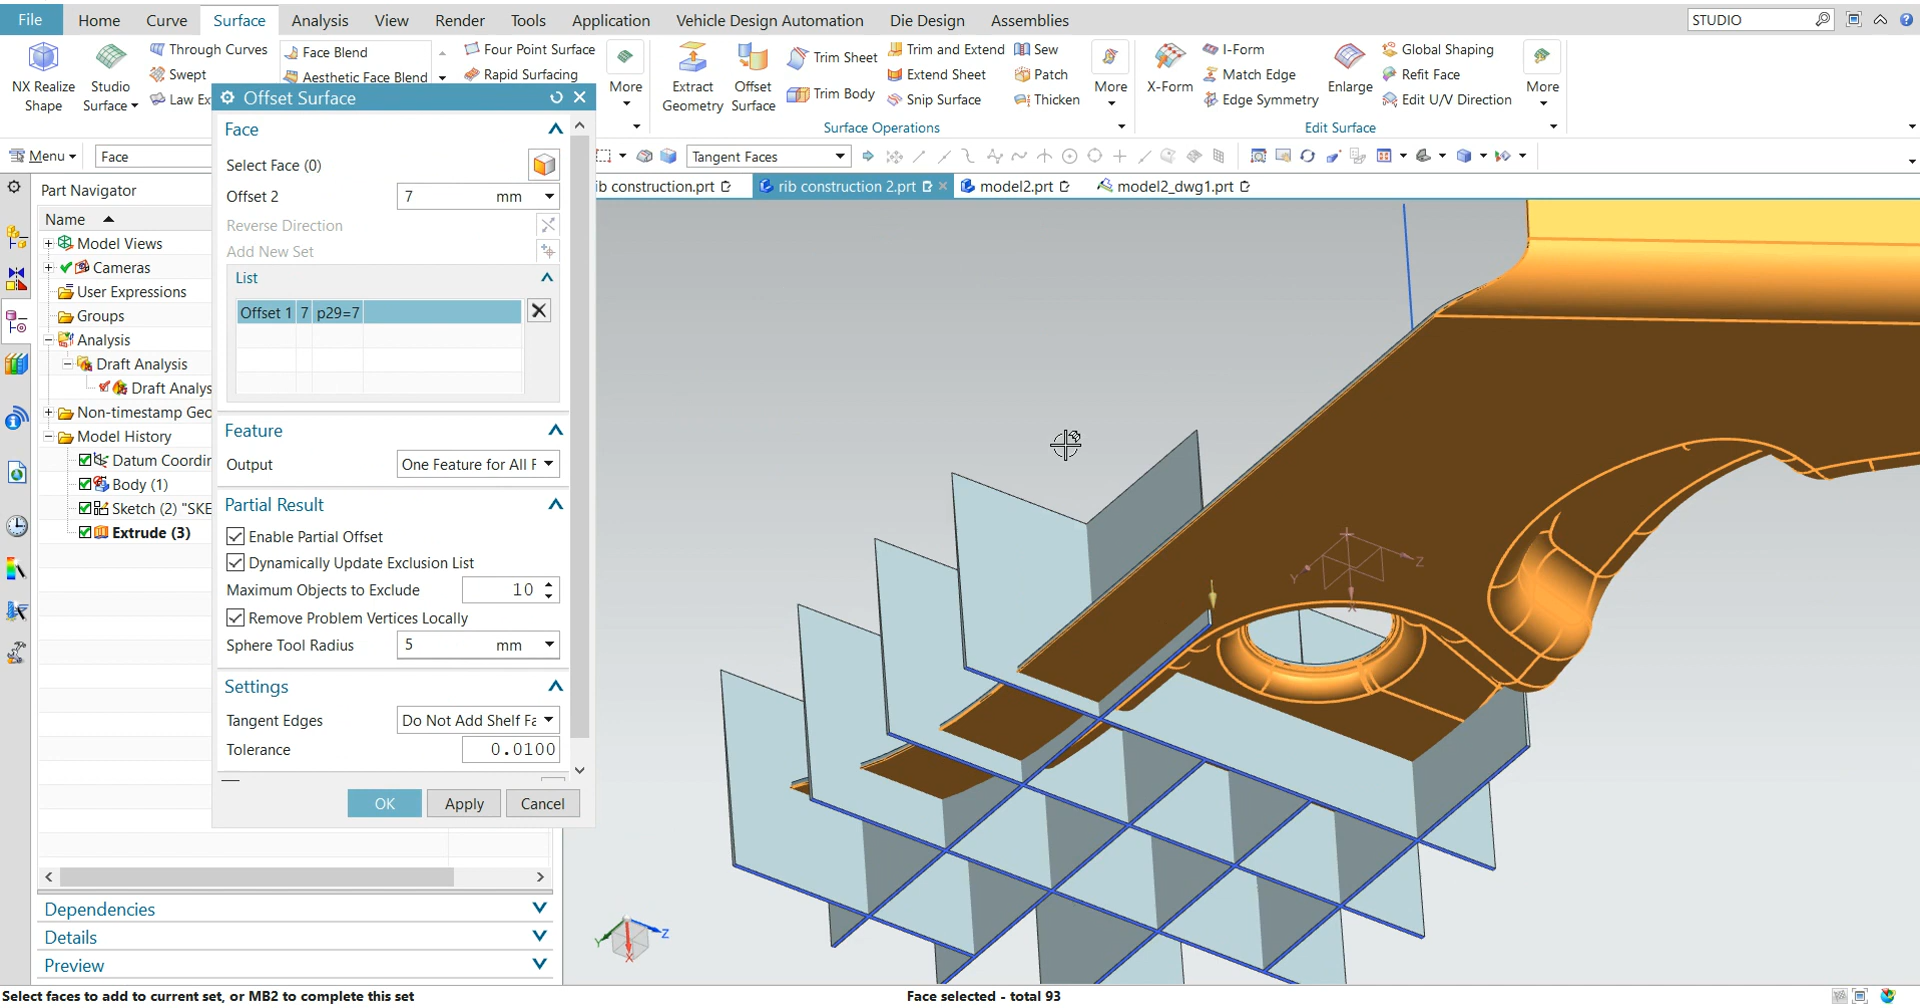 File Home Curve Surface Analysis View Render Tools Application Vehicle Design Automation Die Design Assemblies STUDIO
NX Realize Shape
Studio Surface
Through Curves
Swept
Law Ex
Face Blend
Aesthetic Face Blend
Four Point Surface
Rapid Surfacing
More
Extract Geometry
Offset Surface
Trim Sheet
Trim Body
Trim and Extend
Extend Sheet
Snip Surface
Sew
Patch
Thicken
More
Surface Operations
X-Form
I-Form
Match Edge
Edge Symmetry
Enlarge
Global Shaping
Refit Face
Edit U/V Direction
More
Edit Surface
Menu
Face
Tangent Faces
ib construction.prt
rib construction 2.prt
model2.prt
model2_dwg1.prt
Part Navigator
Name
Model Views
Cameras
User Expressions
Groups
Analysis
Draft Analysis
Draft Analys
Non-timestamp Geo
Model History
Datum Coordin
Body (1)
Sketch (2) "SKE
Extrude (3)
Dependencies
Details
Preview
Offset Surface
Face
Select Face (0)
Offset 2 7 mm
Reverse Direction
Add New Set
List
Offset 1 7 p29=7
Feature
Output One Feature for All F
Partial Result
Enable Partial Offset
Dynamically Update Exclusion List
Maximum Objects to Exclude 10
Remove Problem Vertices Locally
Sphere Tool Radius 5 mm
Settings
Tangent Edges Do Not Add Shelf Fa
Tolerance 0.0100
OK Apply Cancel
Y Z X
Y Z X
Select faces to add to current set, or MB2 to complete this set
Face selected - total 93